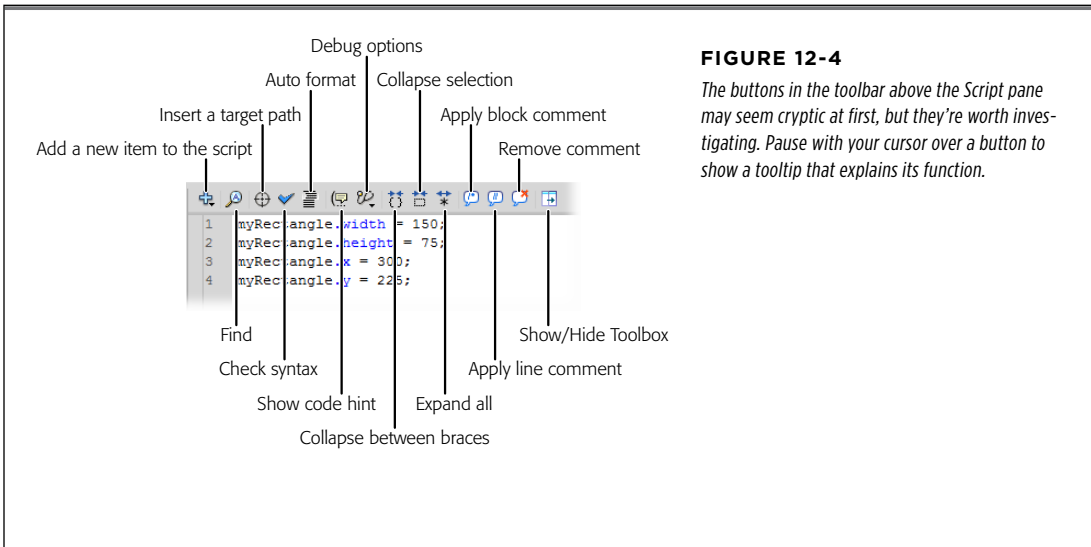 Debug options
Auto format
Collapse selection
Insert a target path
Apply block comment
Add a new item to the script
Remove comment
1 myRectangle.width = 150;
2 myRectangle.height = 75;
3 myRectangle.x = 300;
4 myRectangle.y = 225;
Find
Show/Hide Toolbox
Check syntax
Apply line comment
Show code hint
Expand all
Collapse between braces
FIGURE 12-4
The buttons in the toolbar above the Script pane
may seem cryptic at first, but they're worth inves-
tigating. Pause with your cursor over a button to
show a tooltip that explains its function.